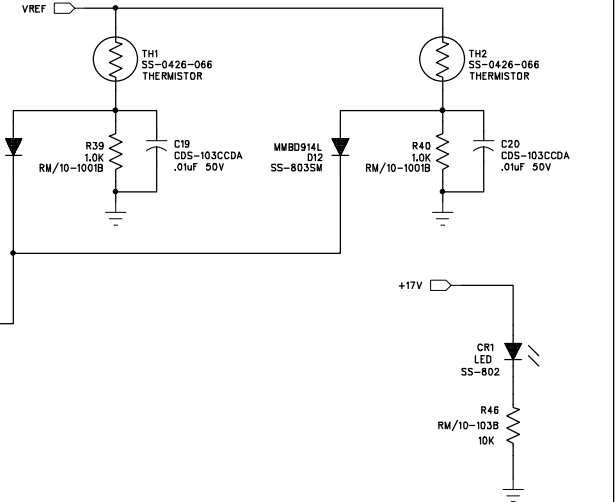 VREF
TH1
SS-0426-066
THERMISTOR
TH2
SS-0426-066
THERMISTOR
R39
1.0K
RM/10-1001B
C19
CDS-103CCDA
.01uF 50V
MMBD914L
D12
SS-803SM
R40
1.0K
RM/10-1001B
C20
CDS-103CCDA
.01uF 50V
+17V
CR1
LED
SS-802
R46
RM/10-103B
10K